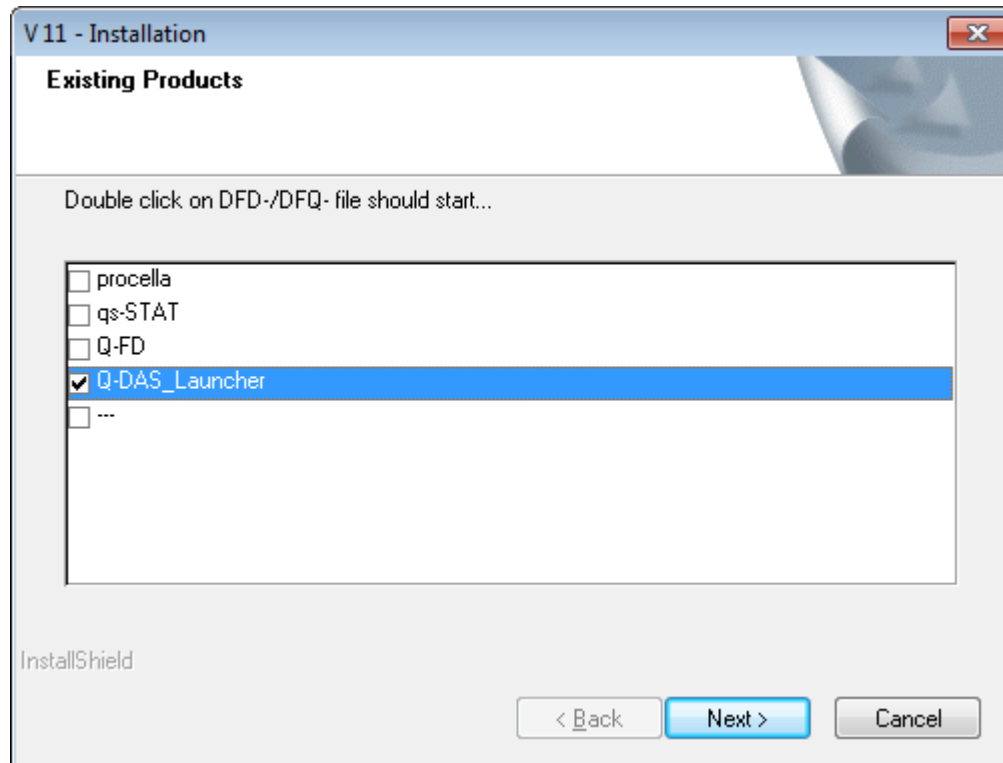 V 11 - Installation
Existing Products
Double click on DFD-/DFQ- file should start...
procella
qs-STAT
Q-FD
Q-DAS_Launcher
---
InstallShield
< Back Next > Cancel